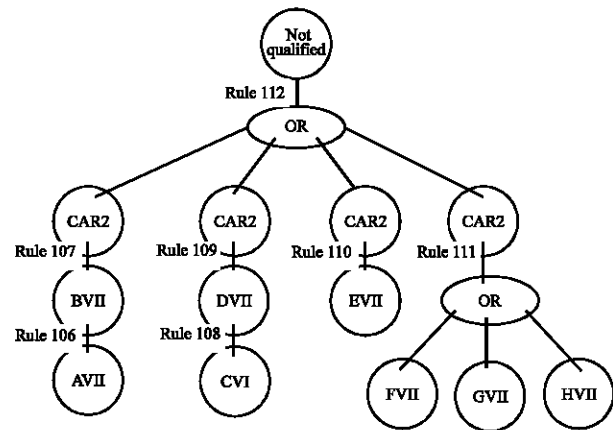 Not
qualified
Rule 112
OR
CAR2 CAR2 CAR2 CAR2
Rule 107 Rule 109 Rule 110 Rule 111
BVII DVII EVII OR
Rule 106 Rule 108
AVII CVI FVII GVII HVII